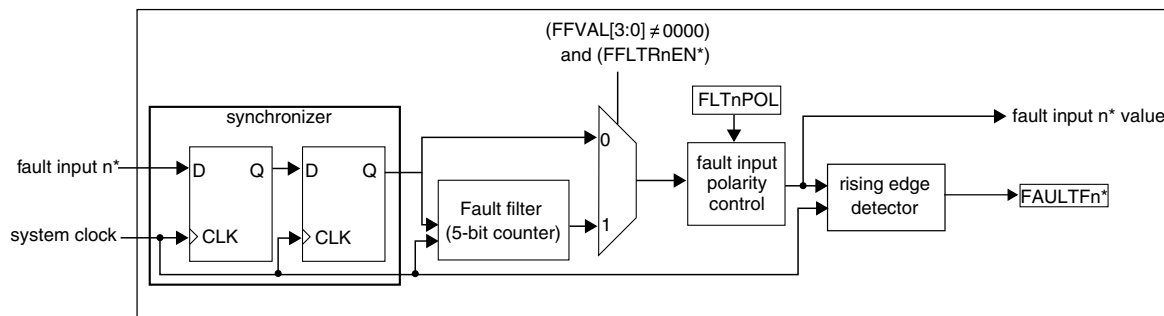 (FFVAL[3:0] ≠ 0000)
and (FFLTRnEN*)
FLTnPOL
synchronizer
fault input n* value
fault input n*
D Q D Q
0
fault input
polarity
control
rising edge
detector
FAULTFn*
Fault filter
(5-bit counter)
1
system clock
CLK CLK